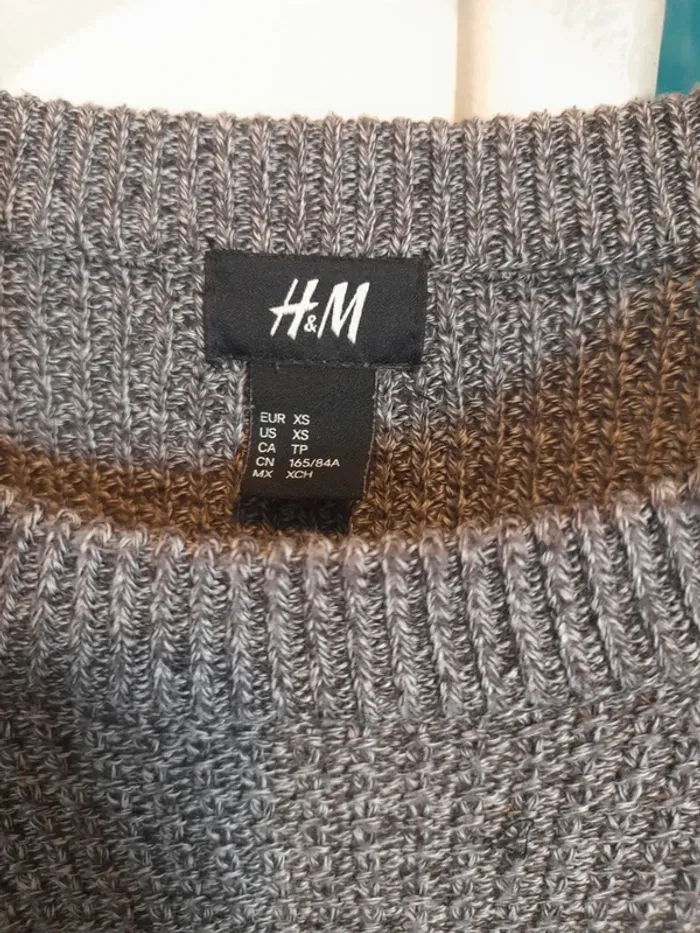 H&M
EUR XS
US XS
CA TP
CN 165/84A
MX XCH